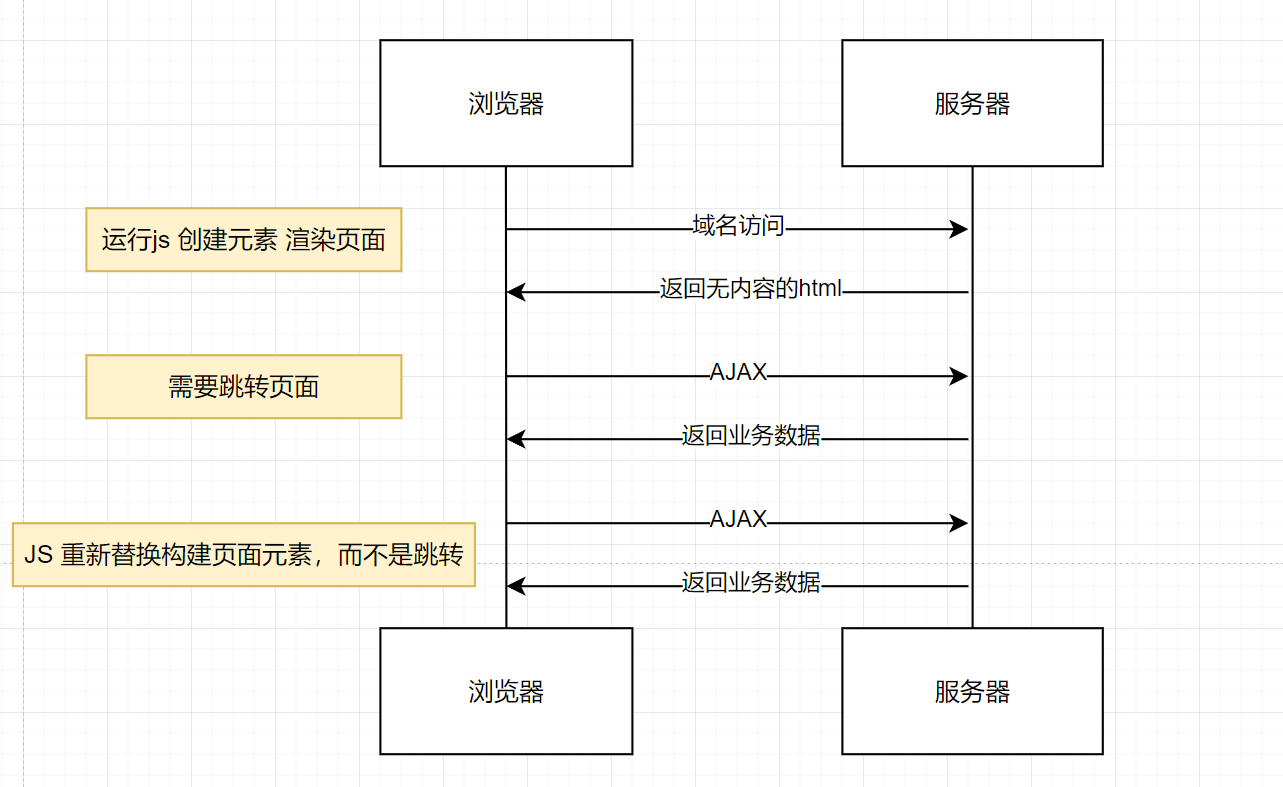 浏览器
服务器
域名访问
运行js 创建元素 渲染页面
返回无内容的html
AJAX
需要跳转页面
返回业务数据
AJAX
JS 重新替换构建页面元素，而不是跳转
返回业务数据
浏览器
服务器